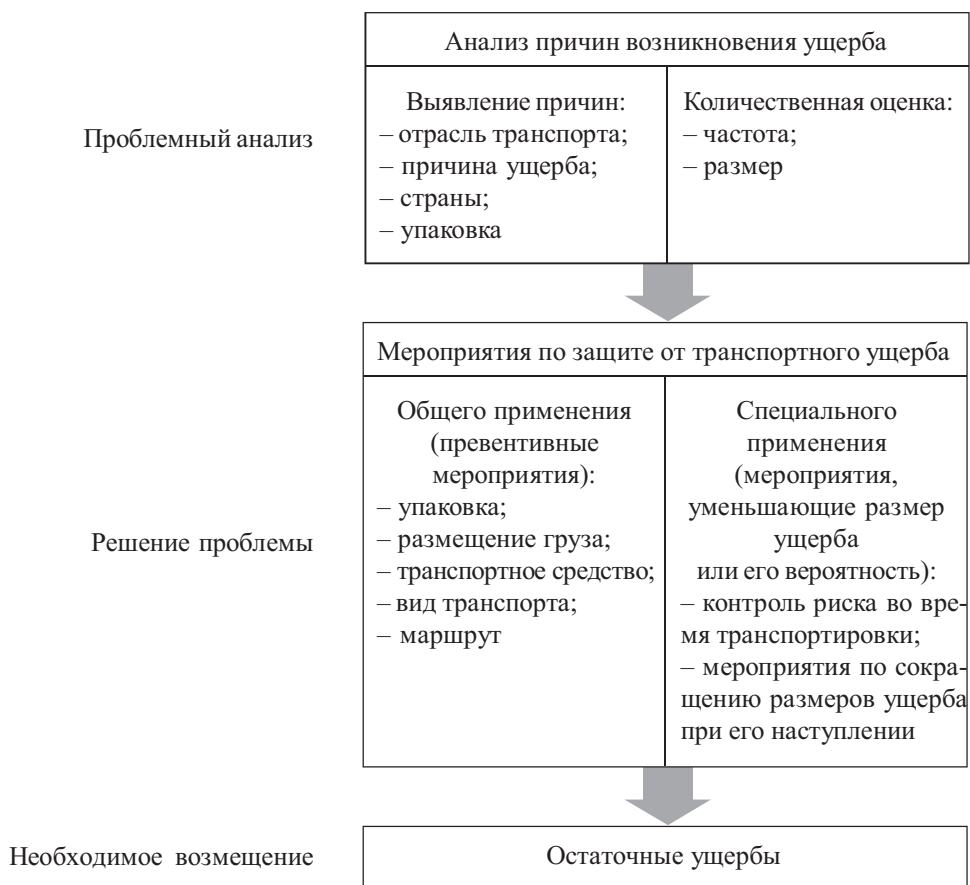 Анализ причин возникновения ущерба
Проблемный анализ
Выявление причин:
– отрасль транспорта;
– причина ущерба;
– страны;
– упаковка
Количественная оценка:
– частота;
– размер
Мероприятия по защите от транспортного ущерба
Решение проблемы
Общего применения
(превентивные
мероприятия):
– упаковка;
– размещение груза;
– транспортное средство;
– вид транспорта;
– маршрут
Специального
применения
(мероприятия,
уменьшающие размер
ущерба
или его вероятность):
– контроль риска во вре-
мя транспортировки;
– мероприятия по сокра-
щению размеров ущерба
при его наступлении
Необходимое возмещение
Остаточные ущербы